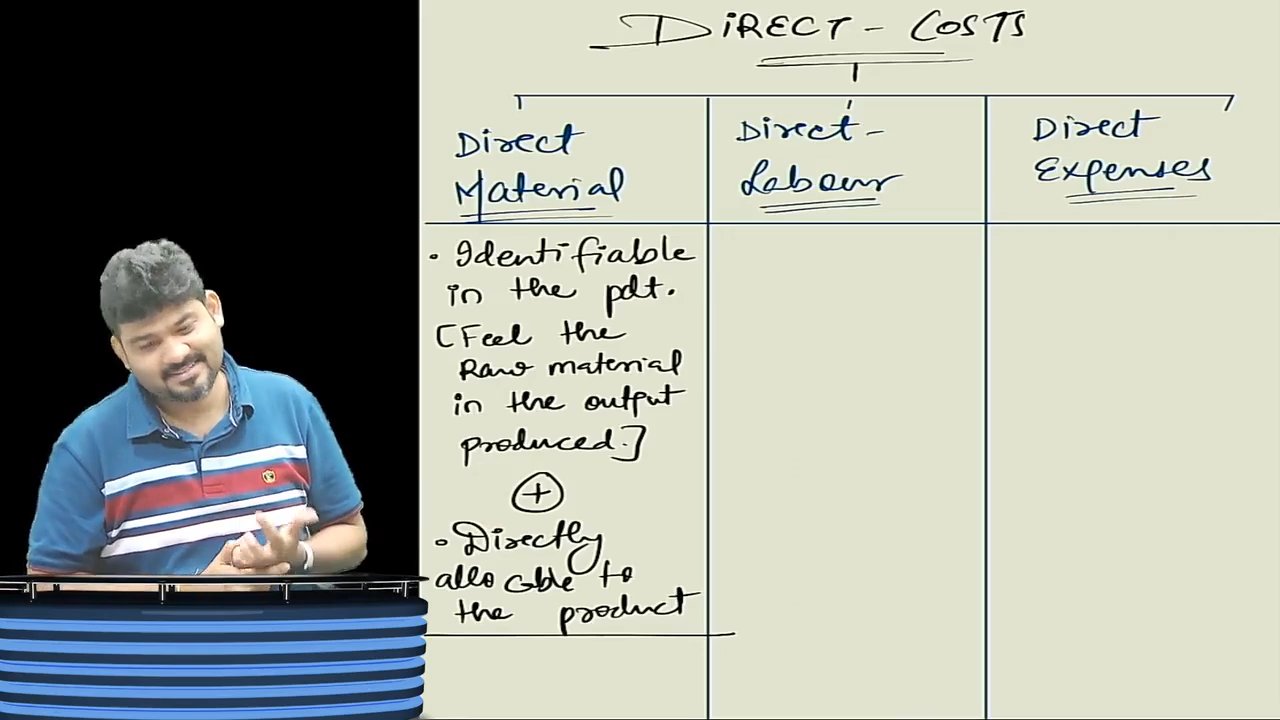 DIRECT - COSTS
Direct
Material
Direct -
Labour
Direct
Expenses
• Identifiable
in the pdt.
[Feel the
Raw material
in the output
produced.]
+
• Directly
allocable to
the product